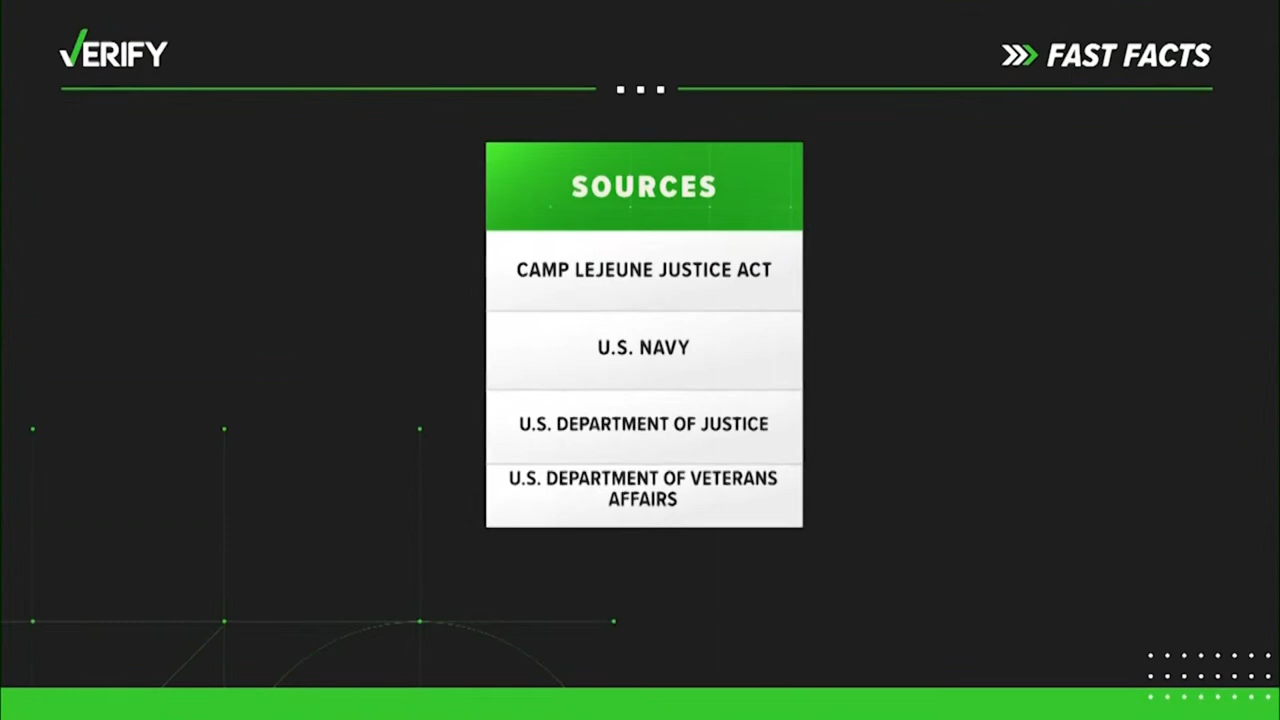 VERIFY
FAST FACTS
SOURCES
CAMP LEJEUNE JUSTICE ACT
U.S. NAVY
U.S. DEPARTMENT OF JUSTICE
U.S. DEPARTMENT OF VETERANS
AFFAIRS